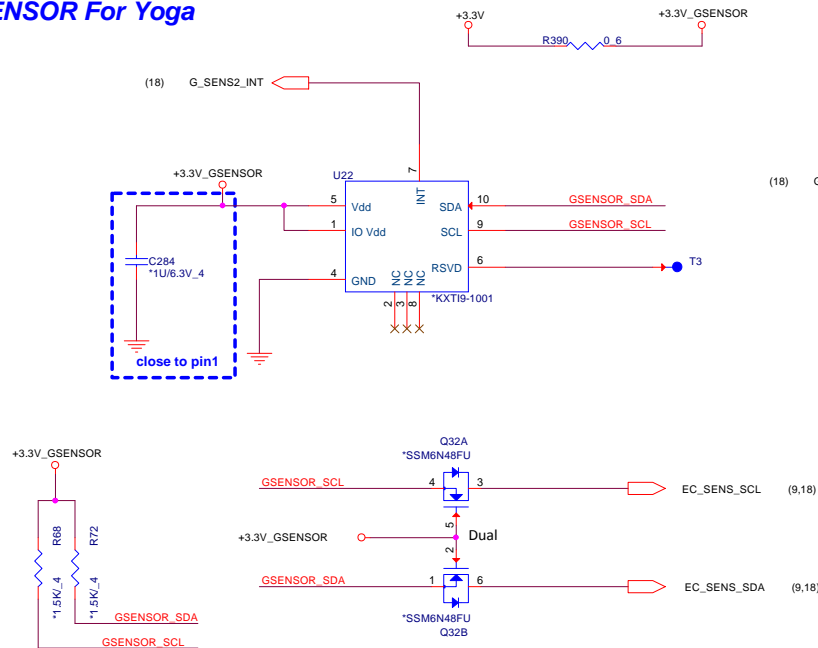 ENSOR For Yoga
+3.3V
+3.3V_GSENSOR
R390
0_6
(18) G_SENS2_INT
+3.3V_GSENSOR
U22
7
INT
(18) G
5
Vdd
SDA
10
GSENSOR_SDA
1
IO Vdd
SCL
9
GSENSOR_SCL
C284
*1U/6.3V_4
4
GND
RSVD
6
T3
NC
NC
NC
*KXTI9-1001
2
3
8
close to pin1
+3.3V_GSENSOR
Q32A
*SSM6N48FU
GSENSOR_SCL
4
3
EC_SENS_SCL (9,18)
R68
R72
5
+3.3V_GSENSOR
Dual
2
*1.5K/_4
*1.5K/_4
GSENSOR_SDA
1
6
EC_SENS_SDA (9,18)
*SSM6N48FU
Q32B
GSENSOR_SDA
GSENSOR_SCL